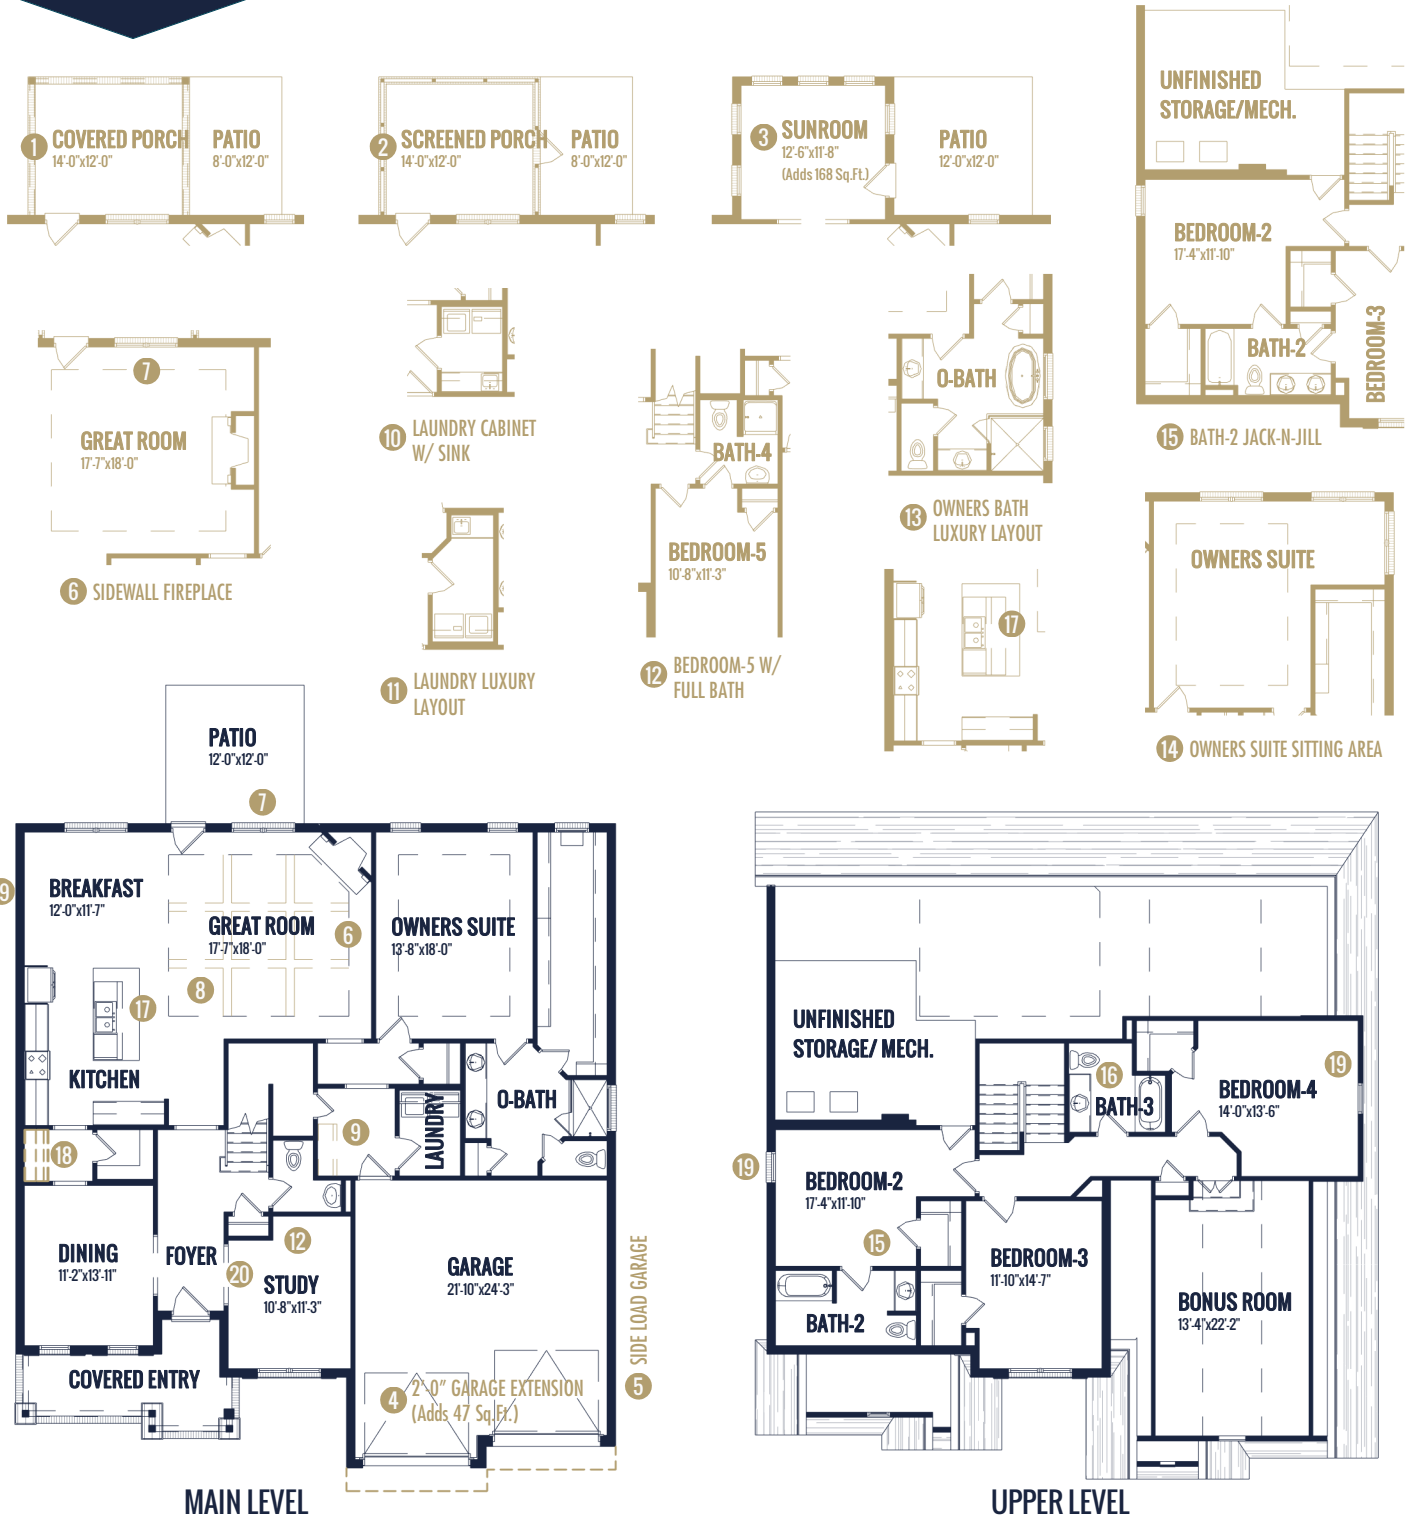 1 COVERED PORCH
14'-0"x12'-0"
PATIO
8'-0"x12'-0"
2 SCREENED PORCH
14'-0"x12'-0"
PATIO
8'-0"x12'-0"
3 SUNROOM
12'-6"x11'-8"
(Adds 168 Sq.Ft.)
PATIO
12'-0"x12'-0"
UNFINISHED
STORAGE/MECH.
BEDROOM-2
17'-4"x11'-10"
BATH-2
BEDROOM-3
15 BATH-2 JACK-N-JILL
7
GREAT ROOM
17'-7"x18'-0"
6 SIDEWALL FIREPLACE
10 LAUNDRY CABINET
W/ SINK
11 LAUNDRY LUXURY
LAYOUT
BATH-4
BEDROOM-5
10'-8"x11'-3"
12 BEDROOM-5 W/
FULL BATH
O-BATH
13 OWNERS BATH
LUXURY LAYOUT
17
OWNERS SUITE
14 OWNERS SUITE SITTING AREA
PATIO
12'-0"x12'-0"
7
9
BREAKFAST
12'-0"x11'-7"
GREAT ROOM
17'-7"x18'-0"
6
8
OWNERS SUITE
13'-8"x18'-0"
17
KITCHEN
O-BATH
LAUNDRY
9
18
DINING
11'-2"x13'-11"
FOYER
20
12
STUDY
10'-8"x11'-3"
GARAGE
21'-10"x24'-3"
5 SIDE LOAD GARAGE
COVERED ENTRY
4 2'-0" GARAGE EXTENSION
(Adds 47 Sq.Ft.)
MAIN LEVEL
UNFINISHED
STORAGE/ MECH.
16
BATH-3
19
BEDROOM-4
14'-0"x13'-6"
19
BEDROOM-2
17'-4"x11'-10"
15
BEDROOM-3
11'-10"x14'-7"
BATH-2
BONUS ROOM
13'-4"x22'-2"
UPPER LEVEL